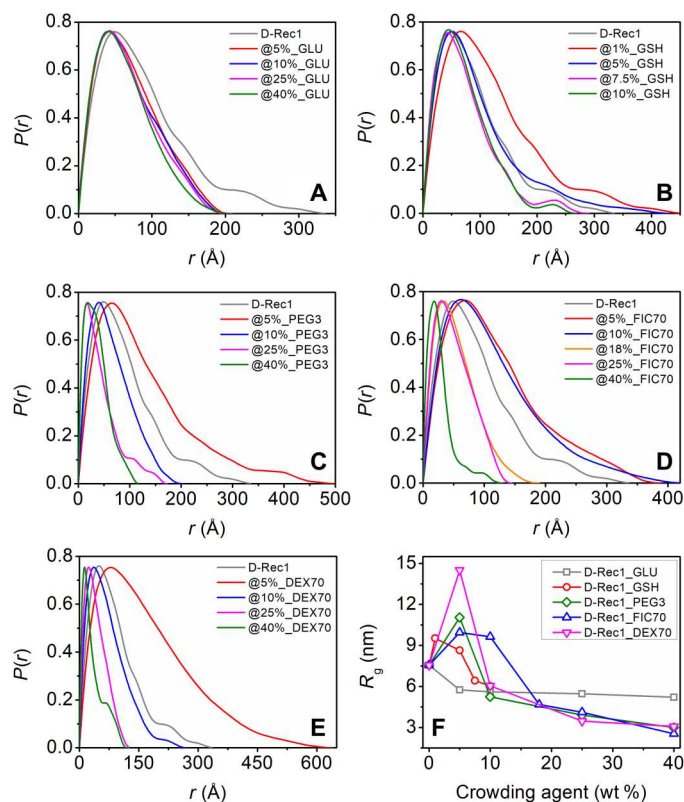 P(r)
0.8
0.6
0.4
0.2
0.0
0
100
200
300
r (Å)
D-Rec1
@5%_GLU
@10%_GLU
@25%_GLU
@40%_GLU
A
P(r)
0.8
0.6
0.4
0.2
0.0
0
100
200
300
400
r (Å)
D-Rec1
@1%_GSH
@5%_GSH
@7.5%_GSH
@10%_GSH
B
P(r)
0.8
0.6
0.4
0.2
0.0
0
100
200
300
400
500
r (Å)
D-Rec1
@5%_PEG3
@10%_PEG3
@25%_PEG3
@40%_PEG3
C
P(r)
0.8
0.6
0.4
0.2
0.0
0
100
200
300
400
r (Å)
D-Rec1
@5%_FIC70
@10%_FIC70
@18%_FIC70
@25%_FIC70
@40%_FIC70
D
P(r)
0.8
0.6
0.4
0.2
0.0
0
150
300
450
600
r (Å)
D-Rec1
@5%_DEX70
@10%_DEX70
@25%_DEX70
@40%_DEX70
E
Rg (nm)
15
12
9
6
3
0
10
20
30
40
Crowding agent (wt %)
D-Rec1_GLU
D-Rec1_GSH
D-Rec1_PEG3
D-Rec1_FIC70
D-Rec1_DEX70
F